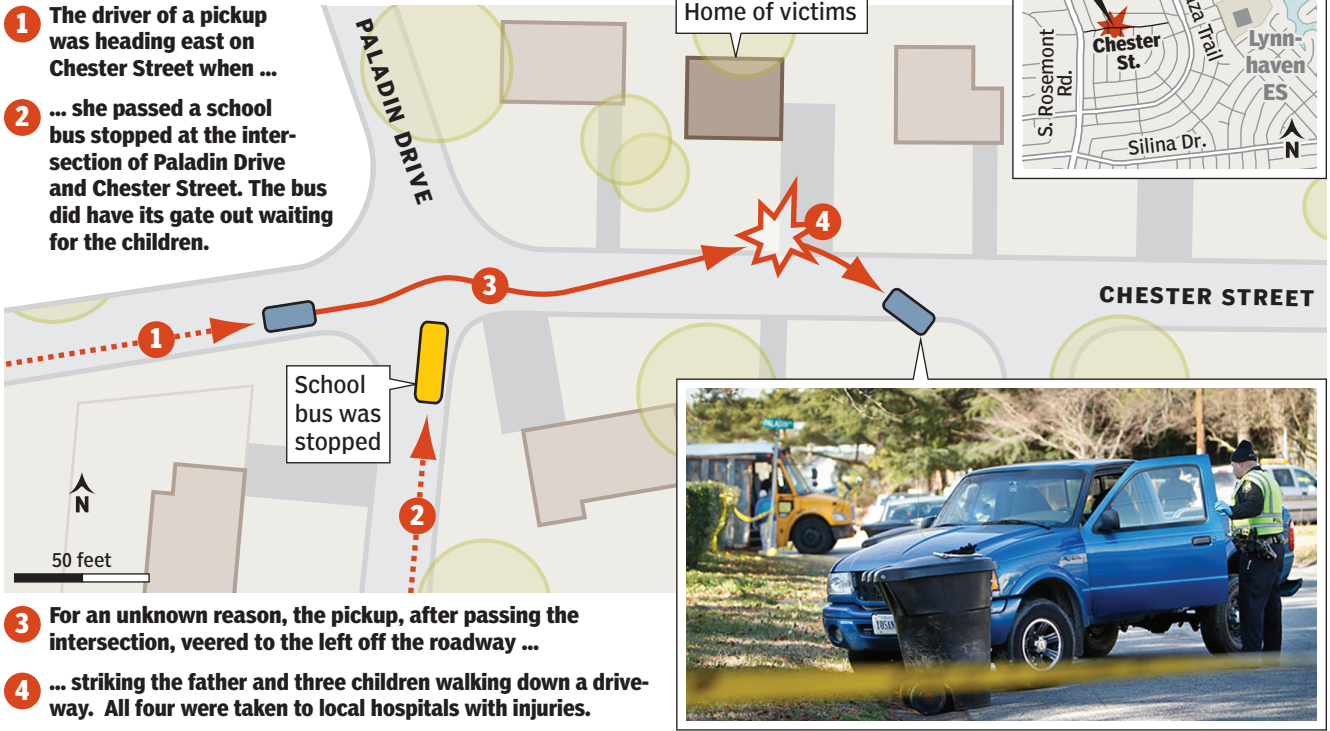 1 The driver of a pickup
was heading east on
Chester Street when ...
2 ... she passed a school
bus stopped at the inter-
section of Paladin Drive
and Chester Street. The bus
did have its gate out waiting
for the children.
PALADIN DRIVE
Home of victims
S. Rosemont
Rd.
Chester
St.
za Trail
Lynn-
haven
ES
Silina Dr.
N
4
3
CHESTER STREET
1
School
bus was
stopped
2
N
50 feet
PALADIN
3 For an unknown reason, the pickup, after passing the
intersection, veered to the left off the roadway ...
4 ... striking the father and three children walking down a drive-
way. All four were taken to local hospitals with injuries.